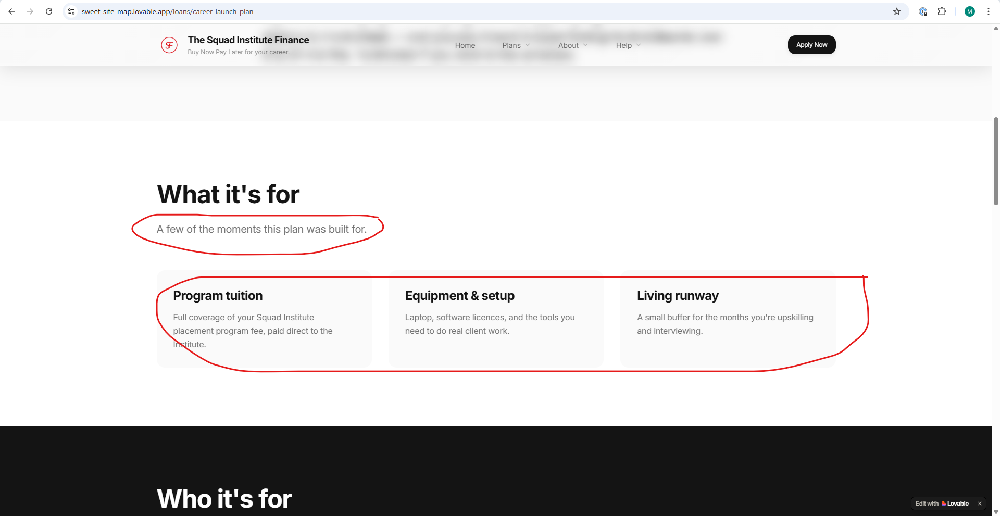 sweet-site-map.lovable.app/loans/career-launch-plan
M
SF
The Squad Institute Finance
Buy Now Pay Later for your career.
Home
Plans
About
Help
Apply Now
What it's for
A few of the moments this plan was built for.
Program tuition
Full coverage of your Squad Institute
placement program fee, paid direct to the
Institute.
Equipment & setup
Laptop, software licences, and the tools you
need to do real client work.
Living runway
A small buffer for the months you're upskilling
and interviewing.
Who it's for
Edit with Lovable